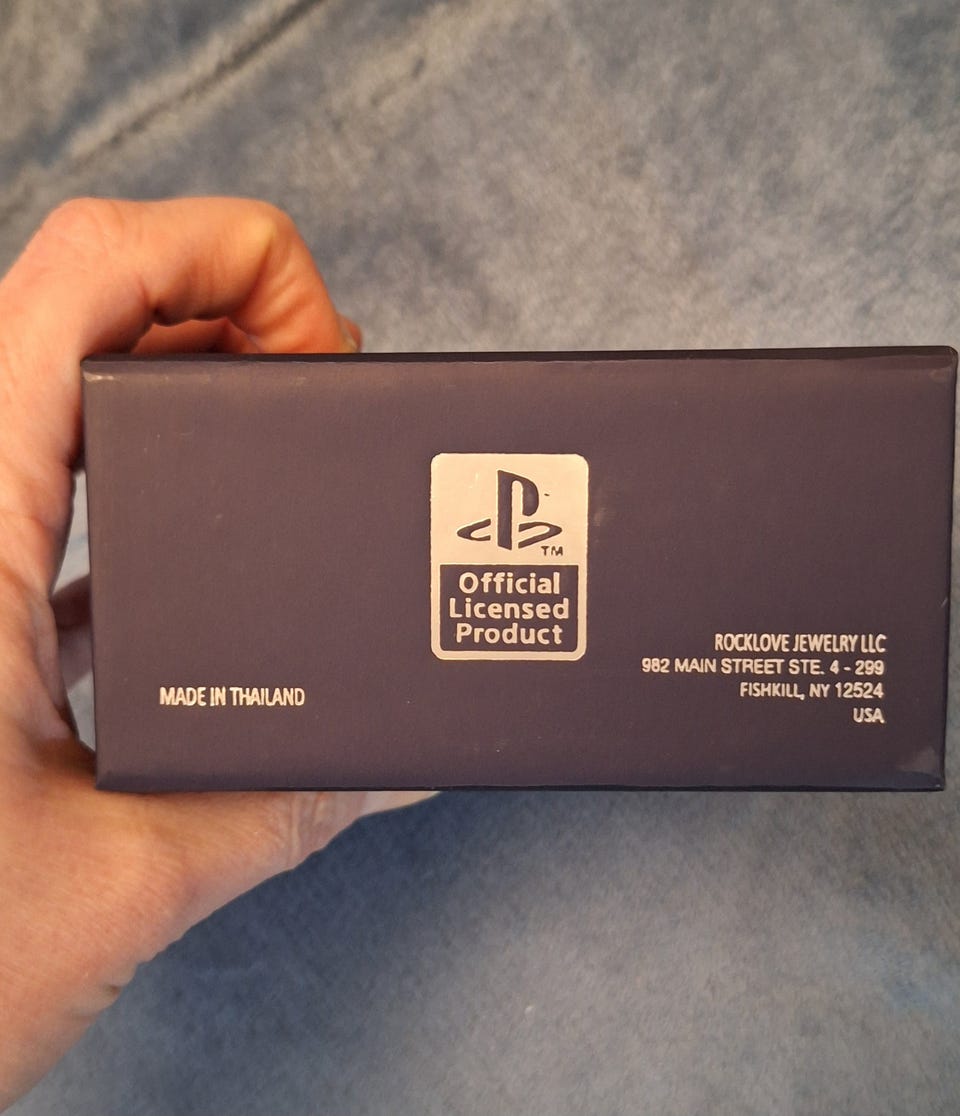 TM
Official
Licensed
Product
MADE IN THAILAND
ROCKLOVE JEWELRY LLC
982 MAIN STREET STE. 4 - 299
FISHKILL, NY 12524
USA